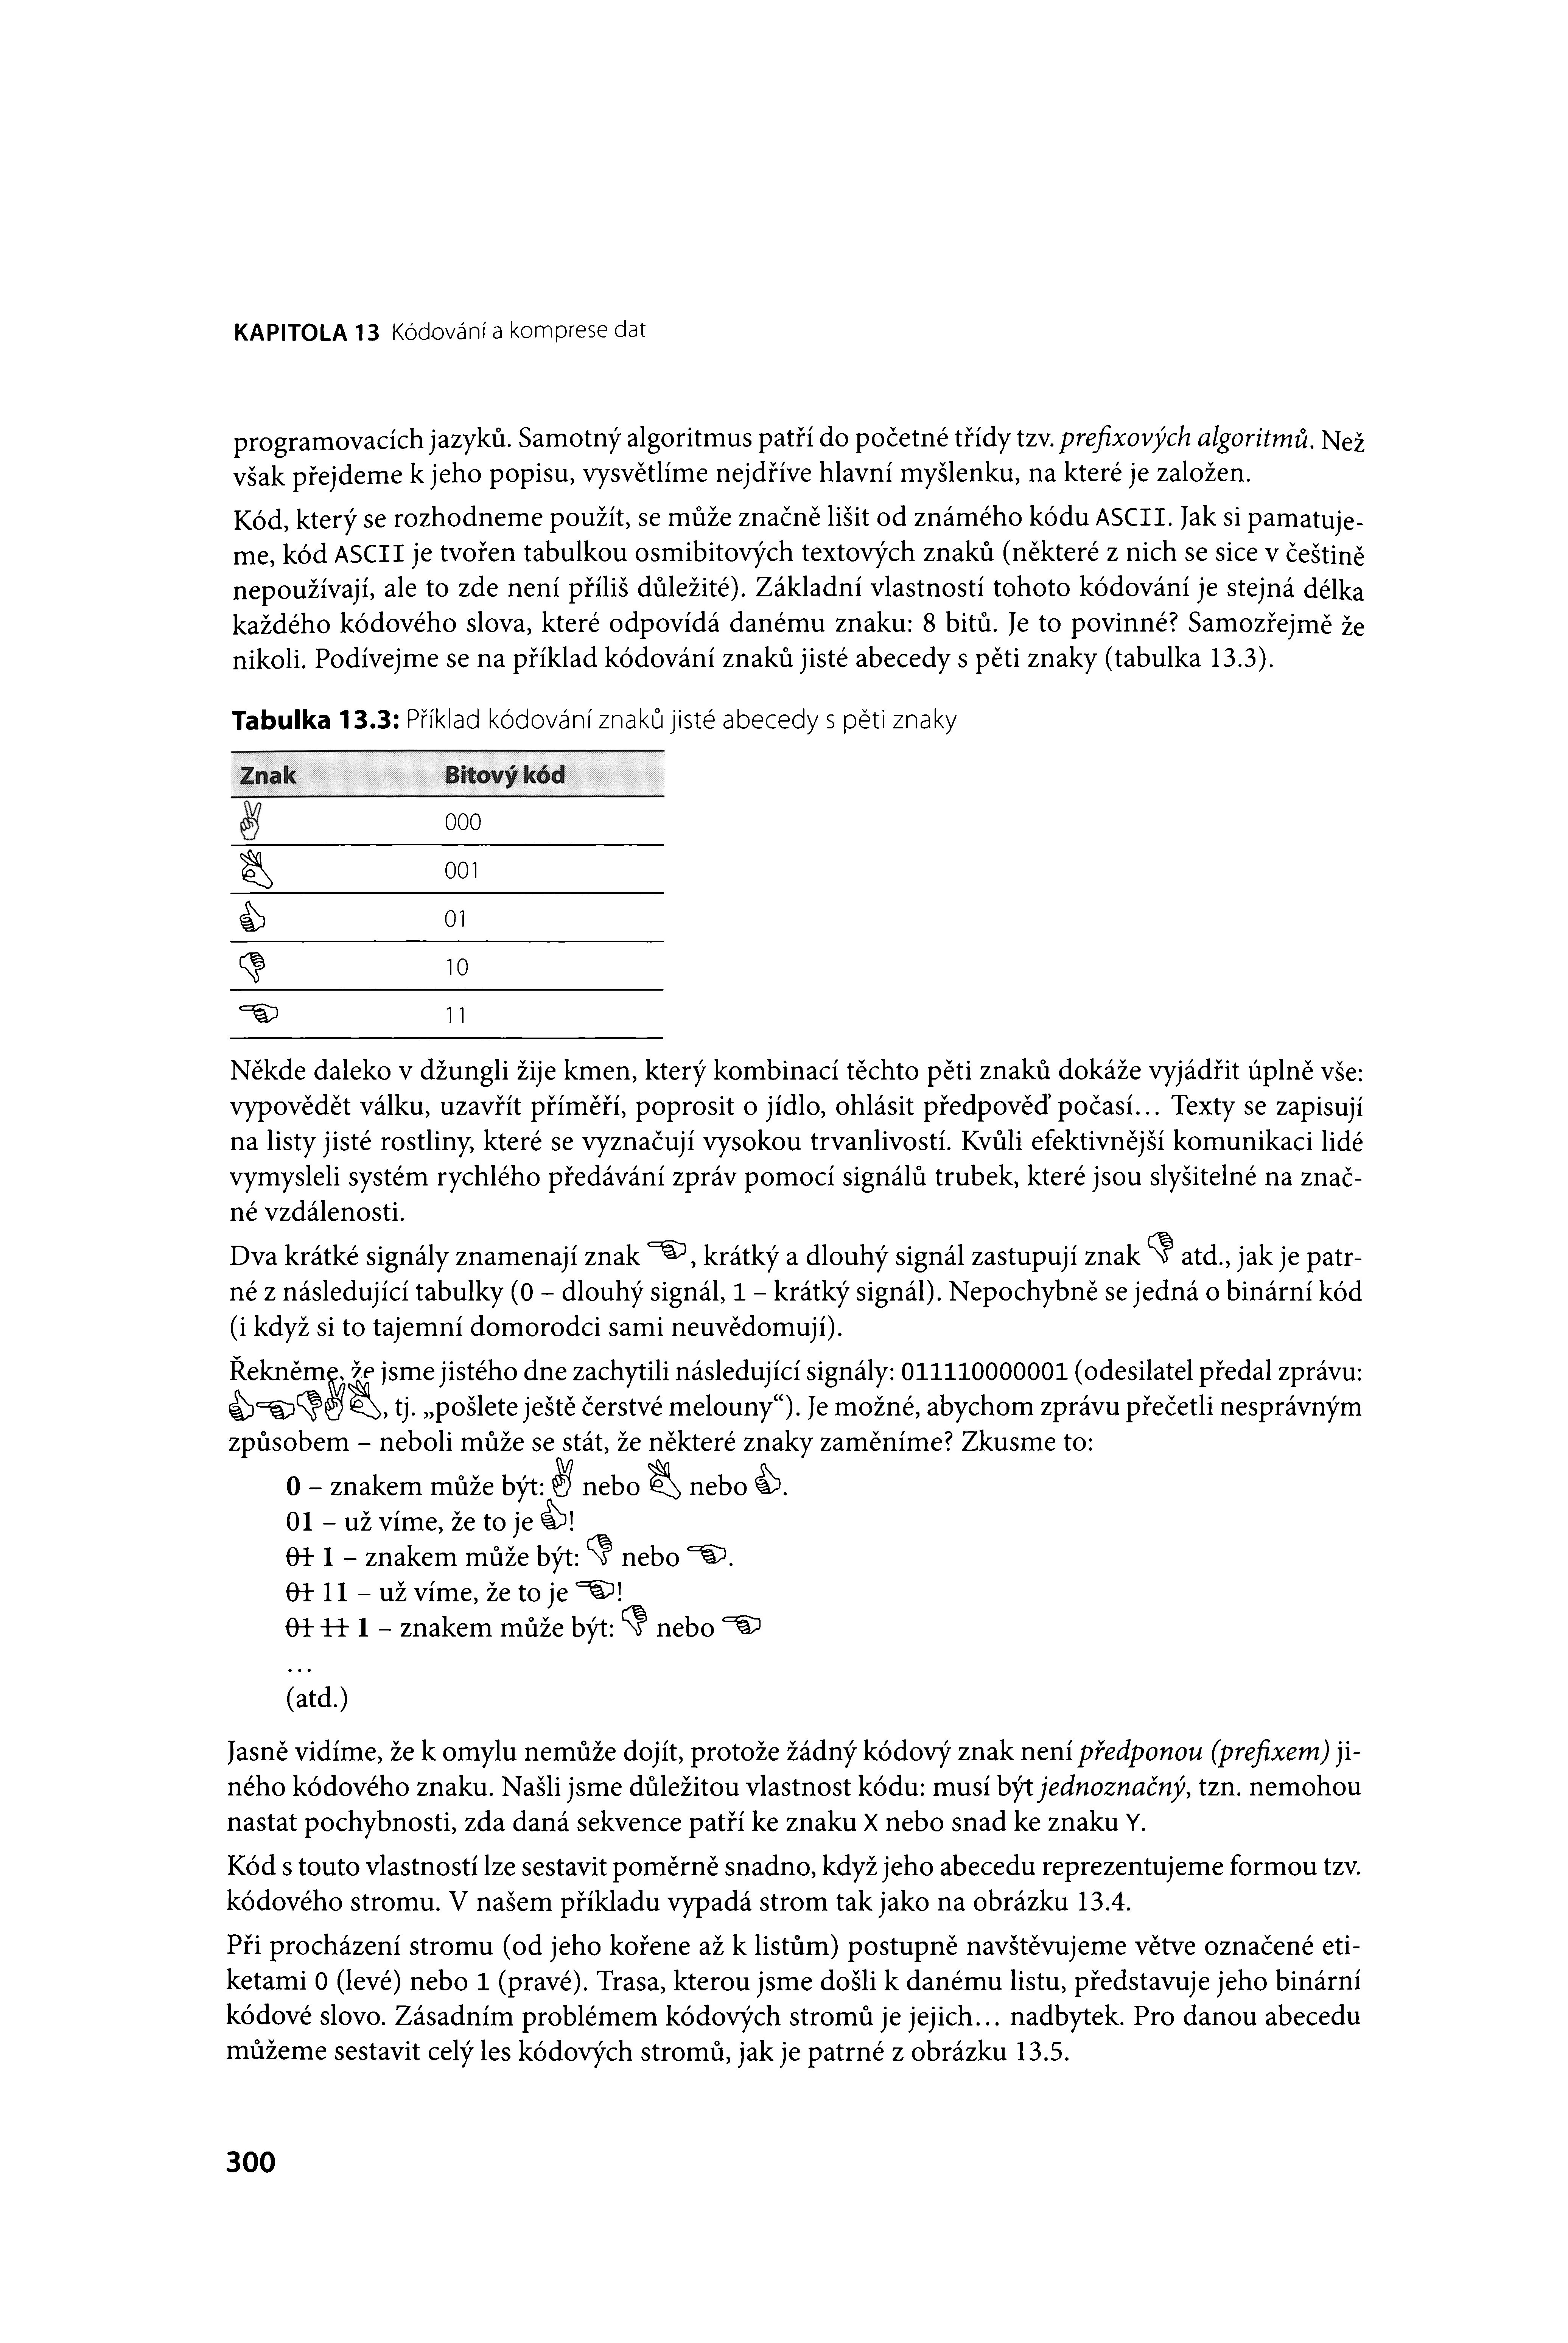 KAPITOLA 13 Kódování a komprese dat
programovacích jazyků. Samotný algoritmus patří do početné třídy tzv. prefixových algoritmů. Než
však přejdeme k jeho popisu, vysvětlíme nejdříve hlavní myšlenku, na které je založen.
Kód, který se rozhodneme použít, se může značně lišit od známého kódu ASCII. Jak si pamatuje-
me, kód ASCII je tvořen tabulkou osmibitových textových znaků (některé z nich se sice v češtině
nepoužívají, ale to zde není příliš důležité). Základní vlastností tohoto kódování je stejná délka
každého kódového slova, které odpovídá danému znaku: 8 bitů. Je to povinné? Samozřejmě že
nikoli. Podívejme se na příklad kódování znaků jisté abecedy s pěti znaky (tabulka 13.3).
Tabulka 13.3: Příklad kódování znaků jisté abecedy s pěti znaky
Znak Bitový kód
✌ 000
👌 001
👍 01
👎 10
☜ 11
Někde daleko v džungli žije kmen, který kombinací těchto pěti znaků dokáže vyjádřit úplně vše:
vypovědět válku, uzavřít příměří, poprosit o jídlo, ohlásit předpověď počasí… Texty se zapisují
na listy jisté rostliny, které se vyznačují vysokou trvanlivostí. Kvůli efektivnější komunikaci lidé
vymysleli systém rychlého předávání zpráv pomocí signálů trubek, které jsou slyšitelné na znač-
né vzdálenosti.
Dva krátké signály znamenají znak ☜, krátký a dlouhý signál zastupují znak 👎 atd., jak je patr-
né z následující tabulky (0 – dlouhý signál, 1 – krátký signál). Nepochybně se jedná o binární kód
(i když si to tajemní domorodci sami neuvědomují).
Řekněme, že jsme jistého dne zachytili následující signály: 011110000001 (odesilatel předal zprávu:
👍☜👎✌👌, tj. „pošlete ještě čerstvé melouny“). Je možné, abychom zprávu přečetli nesprávným
způsobem – neboli může se stát, že některé znaky zaměníme? Zkusme to:
0 – znakem může být: ✌ nebo 👌 nebo 👍.
01 – už víme, že to je 👍!
01 1 – znakem může být: 👎 nebo ☜.
01 11 – už víme, že to je ☜!
01 11 1 – znakem může být: 👎 nebo ☜
…
(atd.)
Jasně vidíme, že k omylu nemůže dojít, protože žádný kódový znak není předponou (prefixem) ji-
ného kódového znaku. Našli jsme důležitou vlastnost kódu: musí být jednoznačný, tzn. nemohou
nastat pochybnosti, zda daná sekvence patří ke znaku X nebo snad ke znaku Y.
Kód s touto vlastností lze sestavit poměrně snadno, když jeho abecedu reprezentujeme formou tzv.
kódového stromu. V našem příkladu vypadá strom tak jako na obrázku 13.4.
Při procházení stromu (od jeho kořene až k listům) postupně navštěvujeme větve označené eti-
ketami 0 (levé) nebo 1 (pravé). Trasa, kterou jsme došli k danému listu, představuje jeho binární
kódové slovo. Zásadním problémem kódových stromů je jejich… nadbytek. Pro danou abecedu
můžeme sestavit celý les kódových stromů, jak je patrné z obrázku 13.5.
300